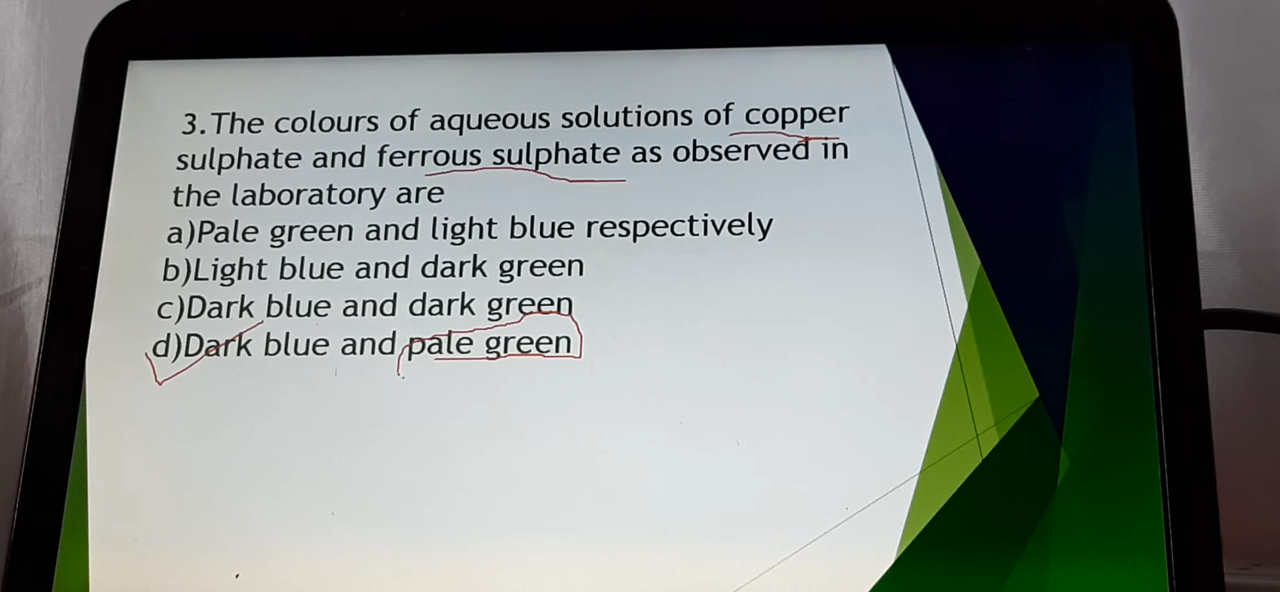 3.The colours of aqueous solutions of copper
sulphate and ferrous sulphate as observed in
the laboratory are
a)Pale green and light blue respectively
b)Light blue and dark green
c)Dark blue and dark green
d)Dark blue and pale green